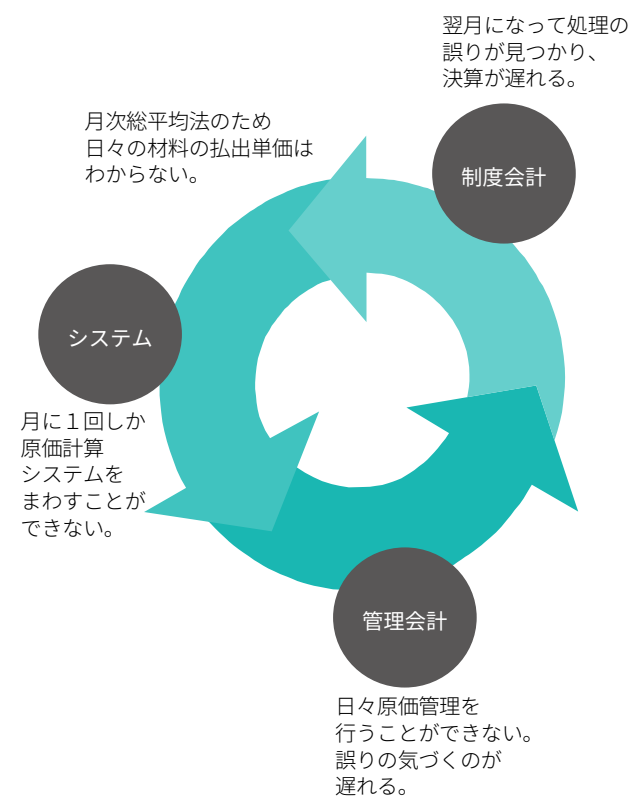 翌月になって処理の
誤りが見つかり、
決算が遅れる。
制度会計
月次総平均法のため
日々の材料の払出単価は
わからない。
システム
月に１回しか
原価計算
システムを
まわすことが
できない。
管理会計
日々原価管理を
行うことができない。
誤りの気づくのが
遅れる。